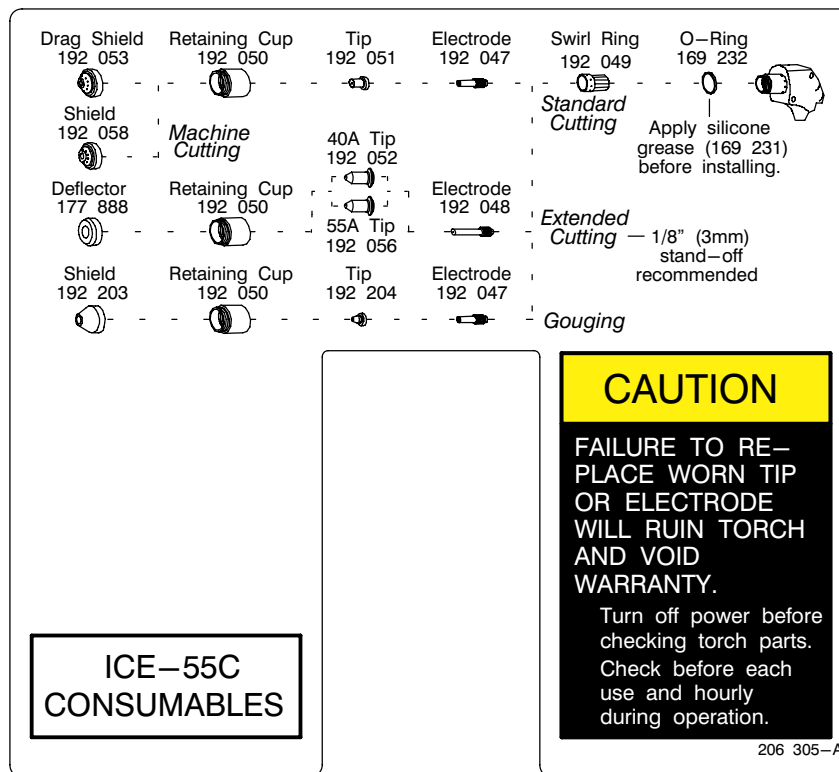 Drag Shield Retaining Cup Tip Electrode Swirl Ring O–Ring
192 053 192 050 192 051 192 047 192 049 169 232
Standard
Cutting
Apply silicone
grease (169 231)
before installing.
Shield
192 058
Machine
Cutting
40A Tip
192 052
Deflector Retaining Cup Electrode
177 888 192 050 192 048
55A Tip
192 056
Extended
Cutting
1/8" (3mm)
stand–off
recommended
Shield Retaining Cup Tip Electrode
192 203 192 050 192 204 192 047
Gouging
ICE–55C
CONSUMABLES
CAUTION
FAILURE TO RE–
PLACE WORN TIP
OR ELECTRODE
WILL RUIN TORCH
AND VOID
WARRANTY.
Turn off power before
checking torch parts.
Check before each
use and hourly
during operation.
206 305–A